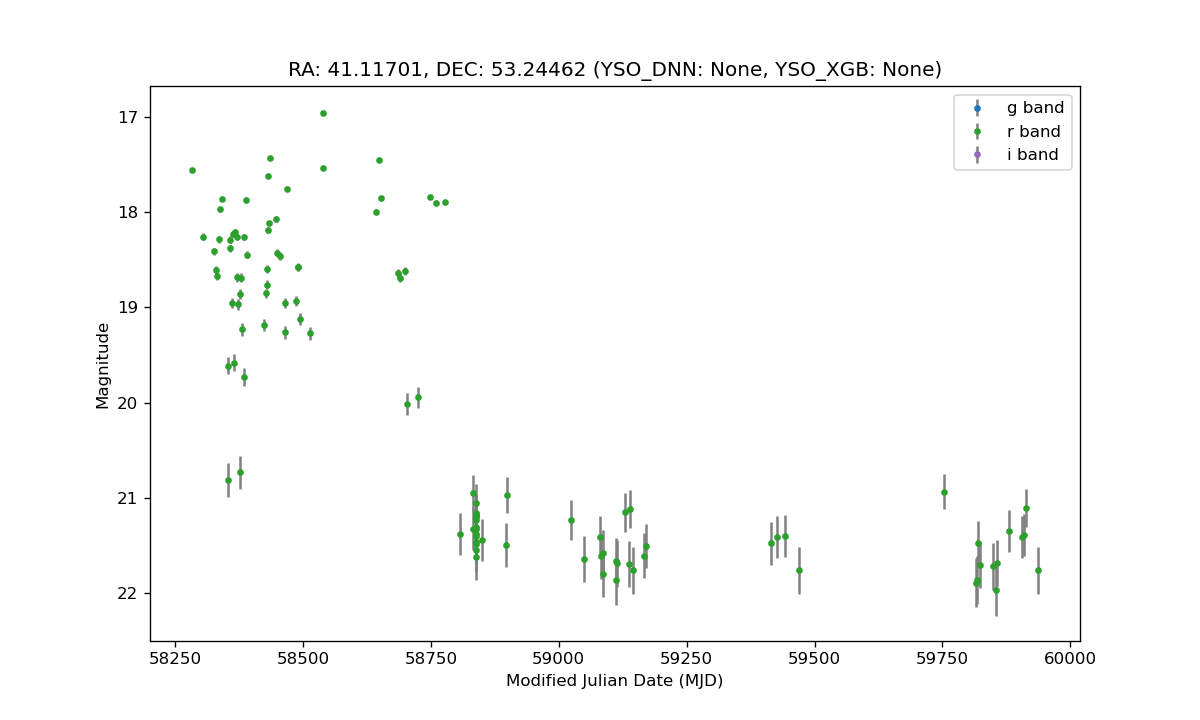 RA: 41.11701, DEC: 53.24462 (YSO_DNN: None, YSO_XGB: None)
g band
r band
i band
Magnitude
17
18
19
20
21
22
58250 58500 58750 59000 59250 59500 59750 60000
Modified Julian Date (MJD)